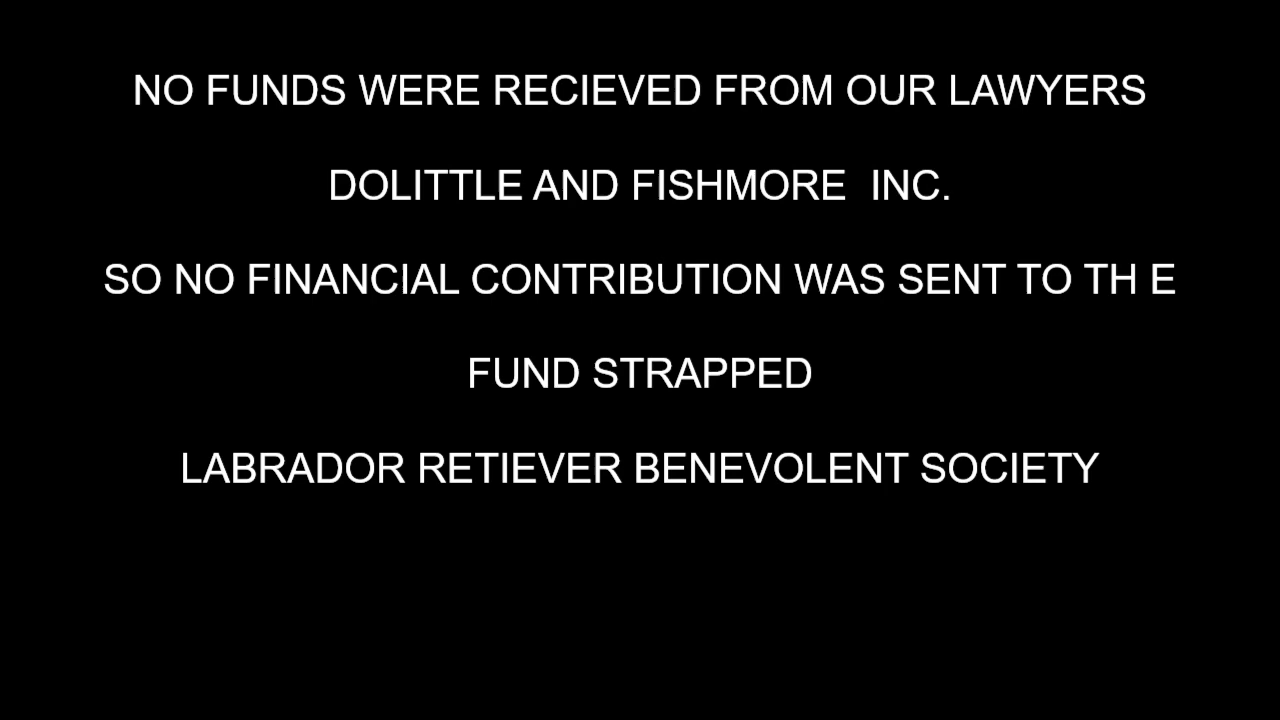 NO FUNDS WERE RECIEVED FROM OUR LAWYERS
DOLITTLE AND FISHMORE  INC.
SO NO FINANCIAL CONTRIBUTION WAS SENT TO TH E
FUND STRAPPED
LABRADOR RETIEVER BENEVOLENT SOCIETY